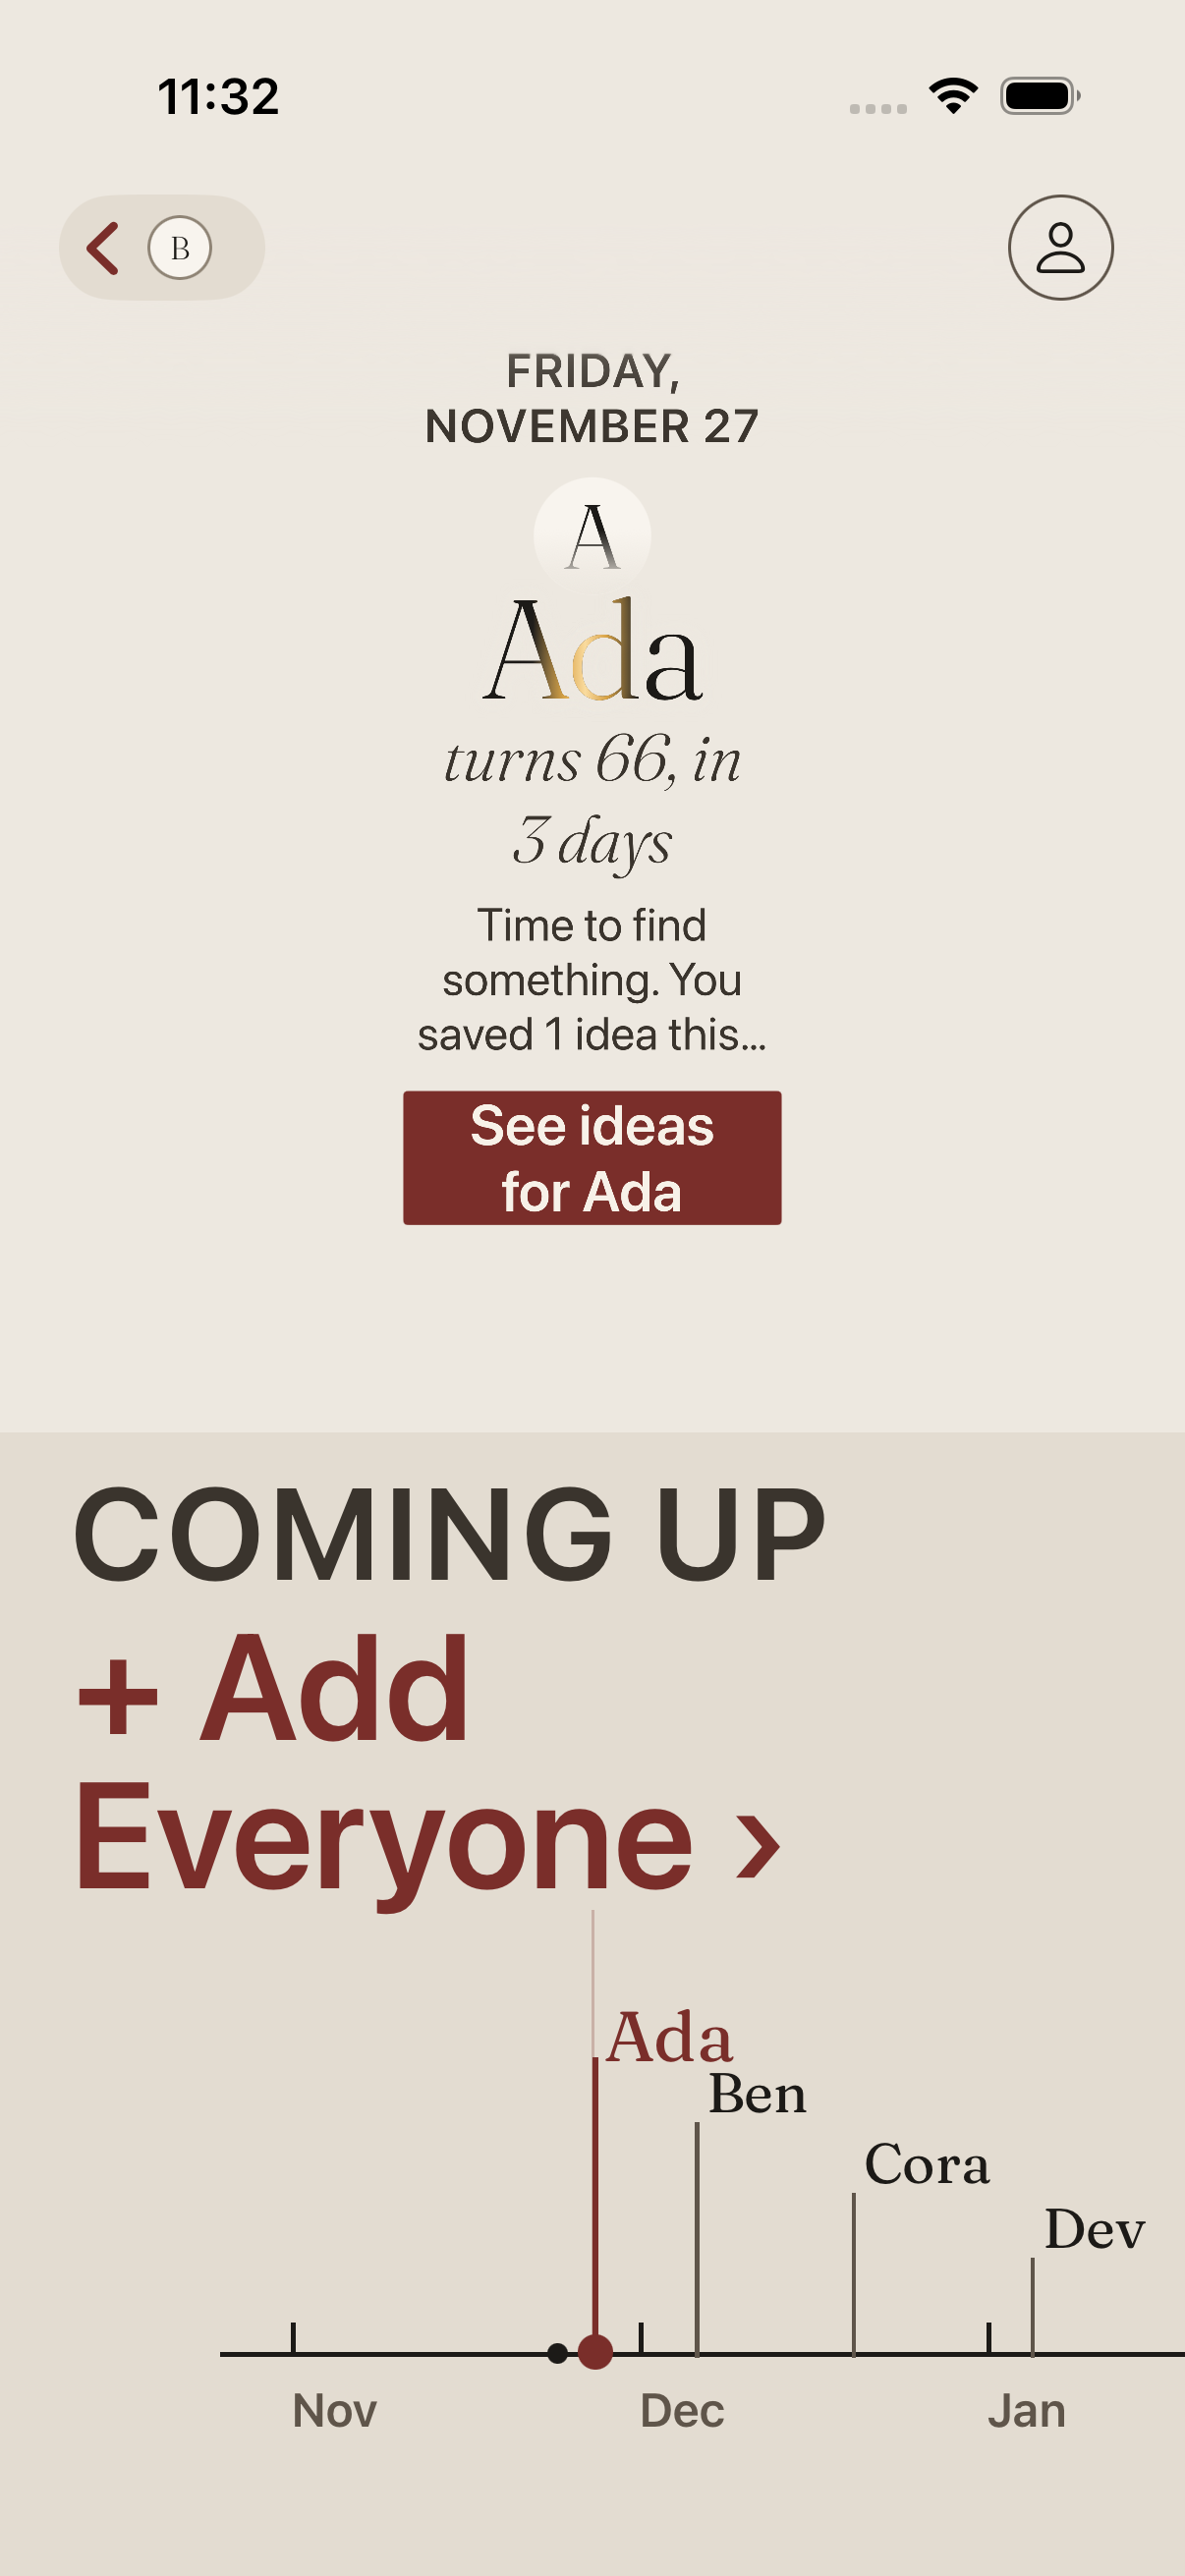 11:32
B
FRIDAY,
NOVEMBER 27
A
Ada
turns 66, in
3 days
Time to find
something. You
saved 1 idea this…
See ideas
for Ada
COMING UP
+ Add
Everyone ›
Ada
Ben
Cora
Dev
Nov Dec Jan